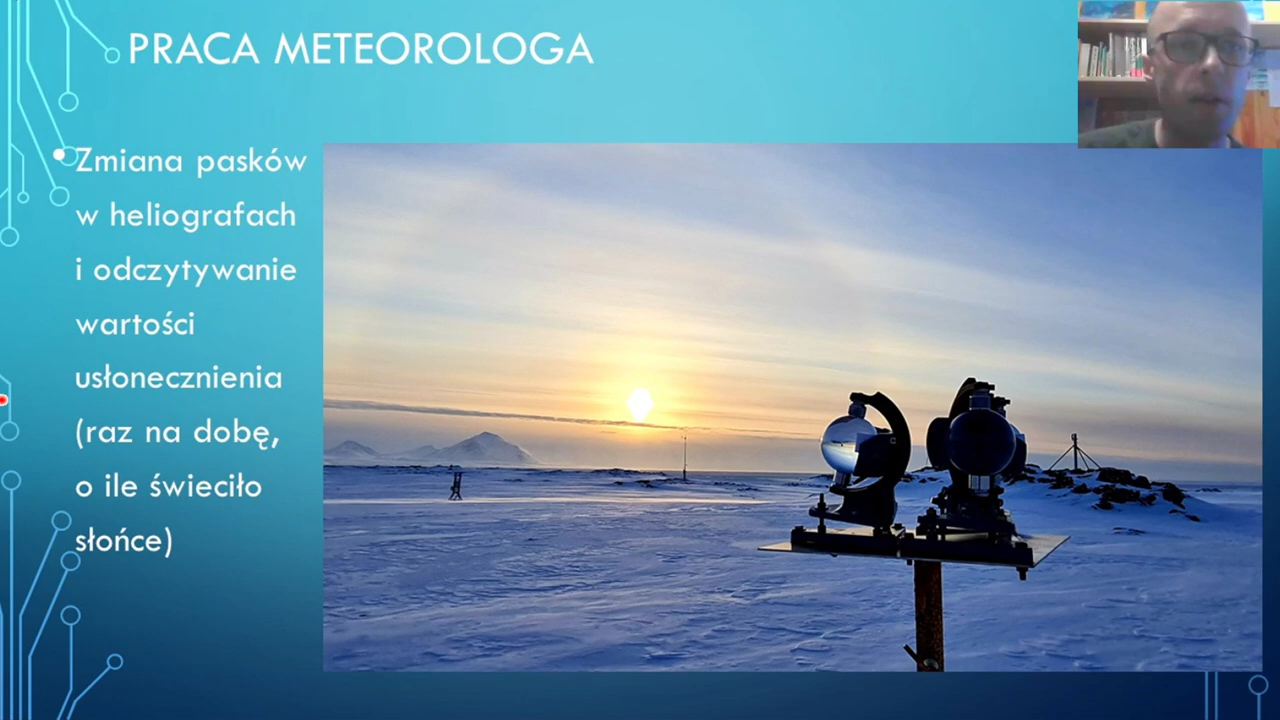 PRACA METEOROLOGA
• Zmiana pasków
w heliografach
i odczytywanie
wartości
usłonecznienia
(raz na dobę,
o ile świeciło
słońce)